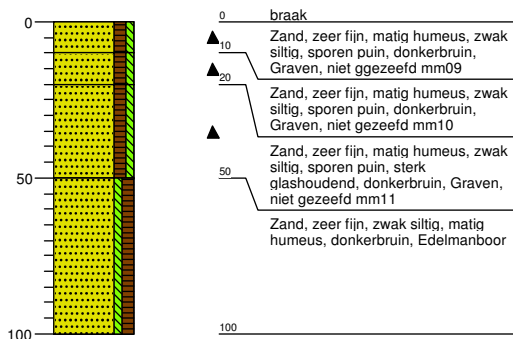 0
50
100
0
braak
Zand, zeer fijn, matig humeus, zwak
siltig, sporen puin, donkerbruin,
Graven, niet ggezeefd mm09
10
Zand, zeer fijn, matig humeus, zwak
siltig, sporen puin, donkerbruin,
Graven, niet gezeefd mm10
20
Zand, zeer fijn, matig humeus, zwak
siltig, sporen puin, sterk
glashoudend, donkerbruin, Graven,
niet gezeefd mm11
50
Zand, zeer fijn, zwak siltig, matig
humeus, donkerbruin, Edelmanboor
100